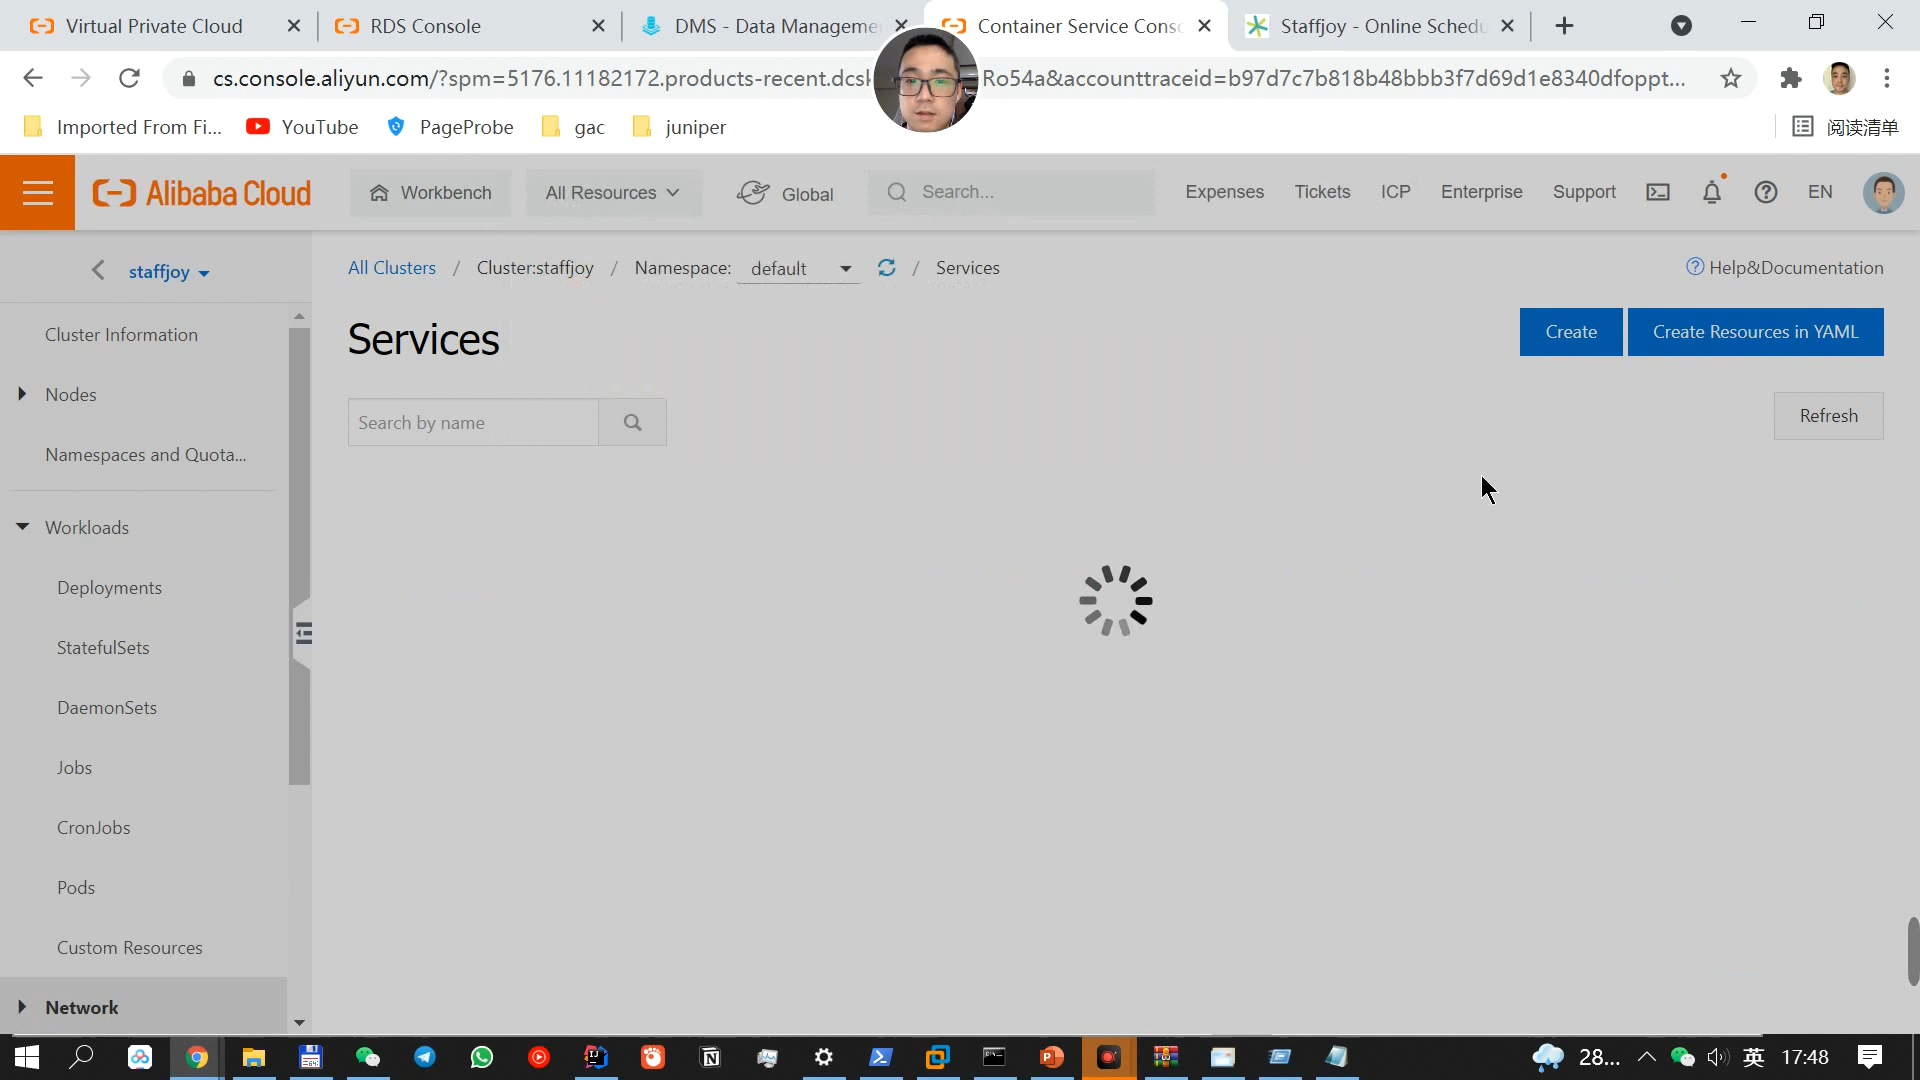 Virtual Private Cloud
RDS Console
DMS - Data Manageme
Container Service Conso
Staffjoy - Online Schedu
cs.console.aliyun.com/?spm=5176.11182172.products-recent.dcsk
Ro54a&accounttraceid=b97d7c7b818b48bbb3f7d69d1e8340dfoppt...
Imported From Fi...
YouTube
PageProbe
gac
juniper
阅读清单
Alibaba Cloud
Workbench
All Resources
Global
Search...
Expenses
Tickets
ICP
Enterprise
Support
EN
staffjoy
All Clusters / Cluster:staffjoy / Namespace: default / Services
Help&Documentation
Cluster Information
Services
Create
Create Resources in YAML
Nodes
Search by name
Refresh
Namespaces and Quota...
Workloads
Deployments
StatefulSets
DaemonSets
Jobs
CronJobs
Pods
Custom Resources
Network
28...
英
17:48